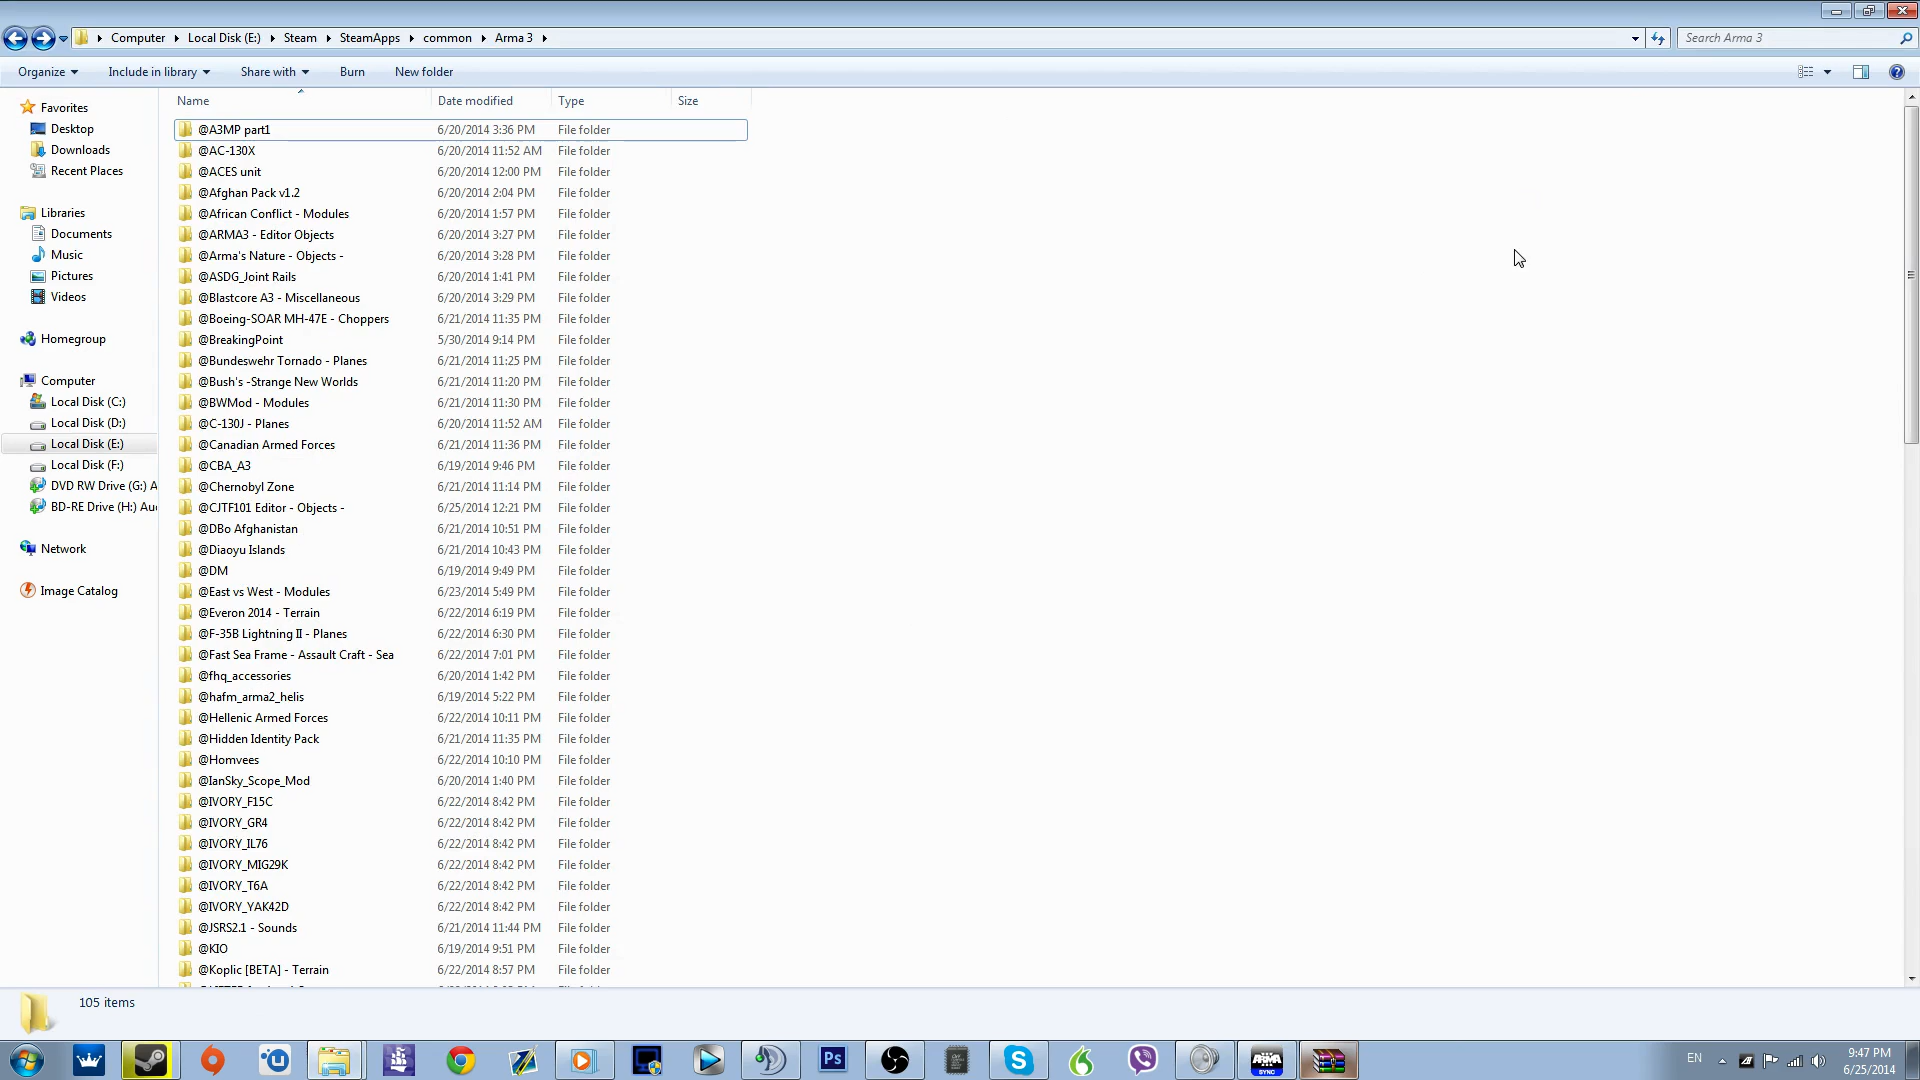 Computer Local Disk (E:) Steam SteamApps common Arma 3
Search Arma 3
Organize Include in library Share with Burn New folder
Name Date modified Type Size
Favorites
Desktop
Downloads
Recent Places
Libraries
Documents
Music
Pictures
Videos
Homegroup
Computer
Local Disk (C:)
Local Disk (D:)
Local Disk (E:)
Local Disk (F:)
DVD RW Drive (G:) A
BD-RE Drive (H:) Au
Network
Image Catalog
@A3MP part1 6/20/2014 3:36 PM File folder
@AC-130X 6/20/2014 11:52 AM File folder
@ACES unit 6/20/2014 12:00 PM File folder
@Afghan Pack v1.2 6/20/2014 2:04 PM File folder
@African Conflict - Modules 6/20/2014 1:57 PM File folder
@ARMA3 - Editor Objects 6/20/2014 3:27 PM File folder
@Arma's Nature - Objects - 6/20/2014 3:28 PM File folder
@ASDG_Joint Rails 6/20/2014 1:41 PM File folder
@Blastcore A3 - Miscellaneous 6/20/2014 3:29 PM File folder
@Boeing-SOAR MH-47E - Choppers 6/21/2014 11:35 PM File folder
@BreakingPoint 5/30/2014 9:14 PM File folder
@Bundeswehr Tornado - Planes 6/21/2014 11:25 PM File folder
@Bush's -Strange New Worlds 6/21/2014 11:20 PM File folder
@BWMod - Modules 6/21/2014 11:30 PM File folder
@C-130J - Planes 6/20/2014 11:52 AM File folder
@Canadian Armed Forces 6/21/2014 11:36 PM File folder
@CBA_A3 6/19/2014 9:46 PM File folder
@Chernobyl Zone 6/21/2014 11:14 PM File folder
@CJTF101 Editor - Objects - 6/25/2014 12:21 PM File folder
@DBo Afghanistan 6/21/2014 10:51 PM File folder
@Diaoyu Islands 6/21/2014 10:43 PM File folder
@DM 6/19/2014 9:49 PM File folder
@East vs West - Modules 6/23/2014 5:49 PM File folder
@Everon 2014 - Terrain 6/22/2014 6:19 PM File folder
@F-35B Lightning II - Planes 6/22/2014 6:30 PM File folder
@Fast Sea Frame - Assault Craft - Sea 6/22/2014 7:01 PM File folder
@fhq_accessories 6/20/2014 1:42 PM File folder
@hafm_arma2_helis 6/19/2014 5:22 PM File folder
@Hellenic Armed Forces 6/22/2014 10:11 PM File folder
@Hidden Identity Pack 6/21/2014 11:35 PM File folder
@Homvees 6/22/2014 10:10 PM File folder
@IanSky_Scope_Mod 6/20/2014 1:40 PM File folder
@IVORY_F15C 6/22/2014 8:42 PM File folder
@IVORY_GR4 6/22/2014 8:42 PM File folder
@IVORY_IL76 6/22/2014 8:42 PM File folder
@IVORY_MIG29K 6/22/2014 8:42 PM File folder
@IVORY_T6A 6/22/2014 8:42 PM File folder
@IVORY_YAK42D 6/22/2014 8:42 PM File folder
@JSRS2.1 - Sounds 6/21/2014 11:44 PM File folder
@KIO 6/19/2014 9:51 PM File folder
@Koplic [BETA] - Terrain 6/22/2014 8:57 PM File folder
105 items
Ps
ARMA
SYNC
EN
9:47 PM
6/25/2014